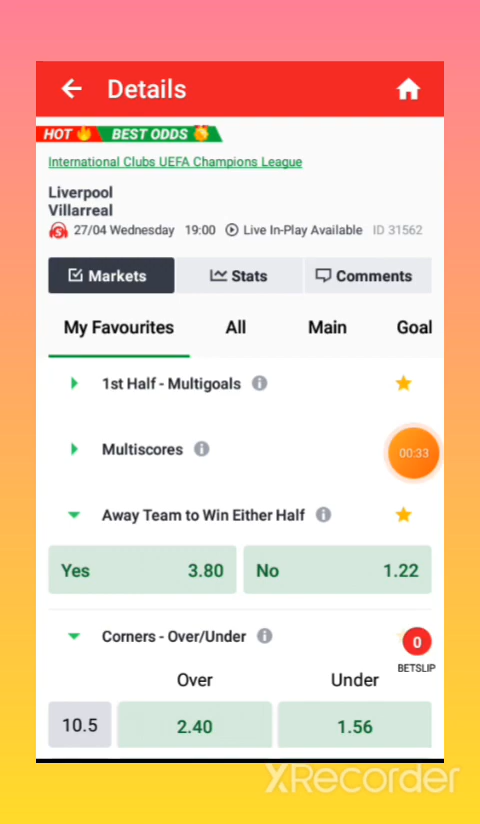 Details
HOT BEST ODDS
International Clubs UEFA Champions League
Liverpool
Villarreal
27/04 Wednesday 19:00 Live In-Play Available ID 31562
Markets Stats Comments
My Favourites All Main Goal
1st Half - Multigoals
Multiscores
00:33
Away Team to Win Either Half
Yes 3.80 No 1.22
Corners - Over/Under
0
BETSLIP
Over Under
10.5 2.40 1.56
XRecorder